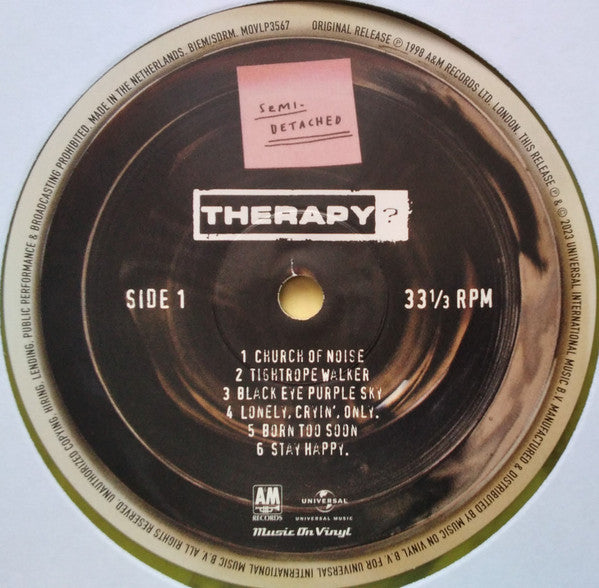 SEMI-
DETACHED
THERAPY?
SIDE 1
33 1/3 RPM
1 CHURCH OF NOISE
2 TIGHTROPE WALKER
3 BLACK EYE PURPLE SKY
4 LONELY, CRYIN', ONLY.
5 BORN TOO SOON
6 STAY HAPPY.
AM
RECORDS
UNIVERSAL
UNIVERSAL MUSIC
Music On Vinyl
ORIGINAL RELEASE ℗ 1998 A&M RECORDS LTD. LONDON. THIS RELEASE ℗ & © 2023 UNIVERSAL INTERNATIONAL MUSIC B.V. MANUFACTURED & DISTRIBUTED BY MUSIC ON VINYL B.V. FOR UNIVERSAL INTERNATIONAL MUSIC B.V. ALL RIGHTS RESERVED. UNAUTHORIZED COPYING, HIRING, LENDING, PUBLIC PERFORMANCE & BROADCASTING PROHIBITED. MADE IN THE NETHERLANDS. BIEM/SDRM. MOVLP3567